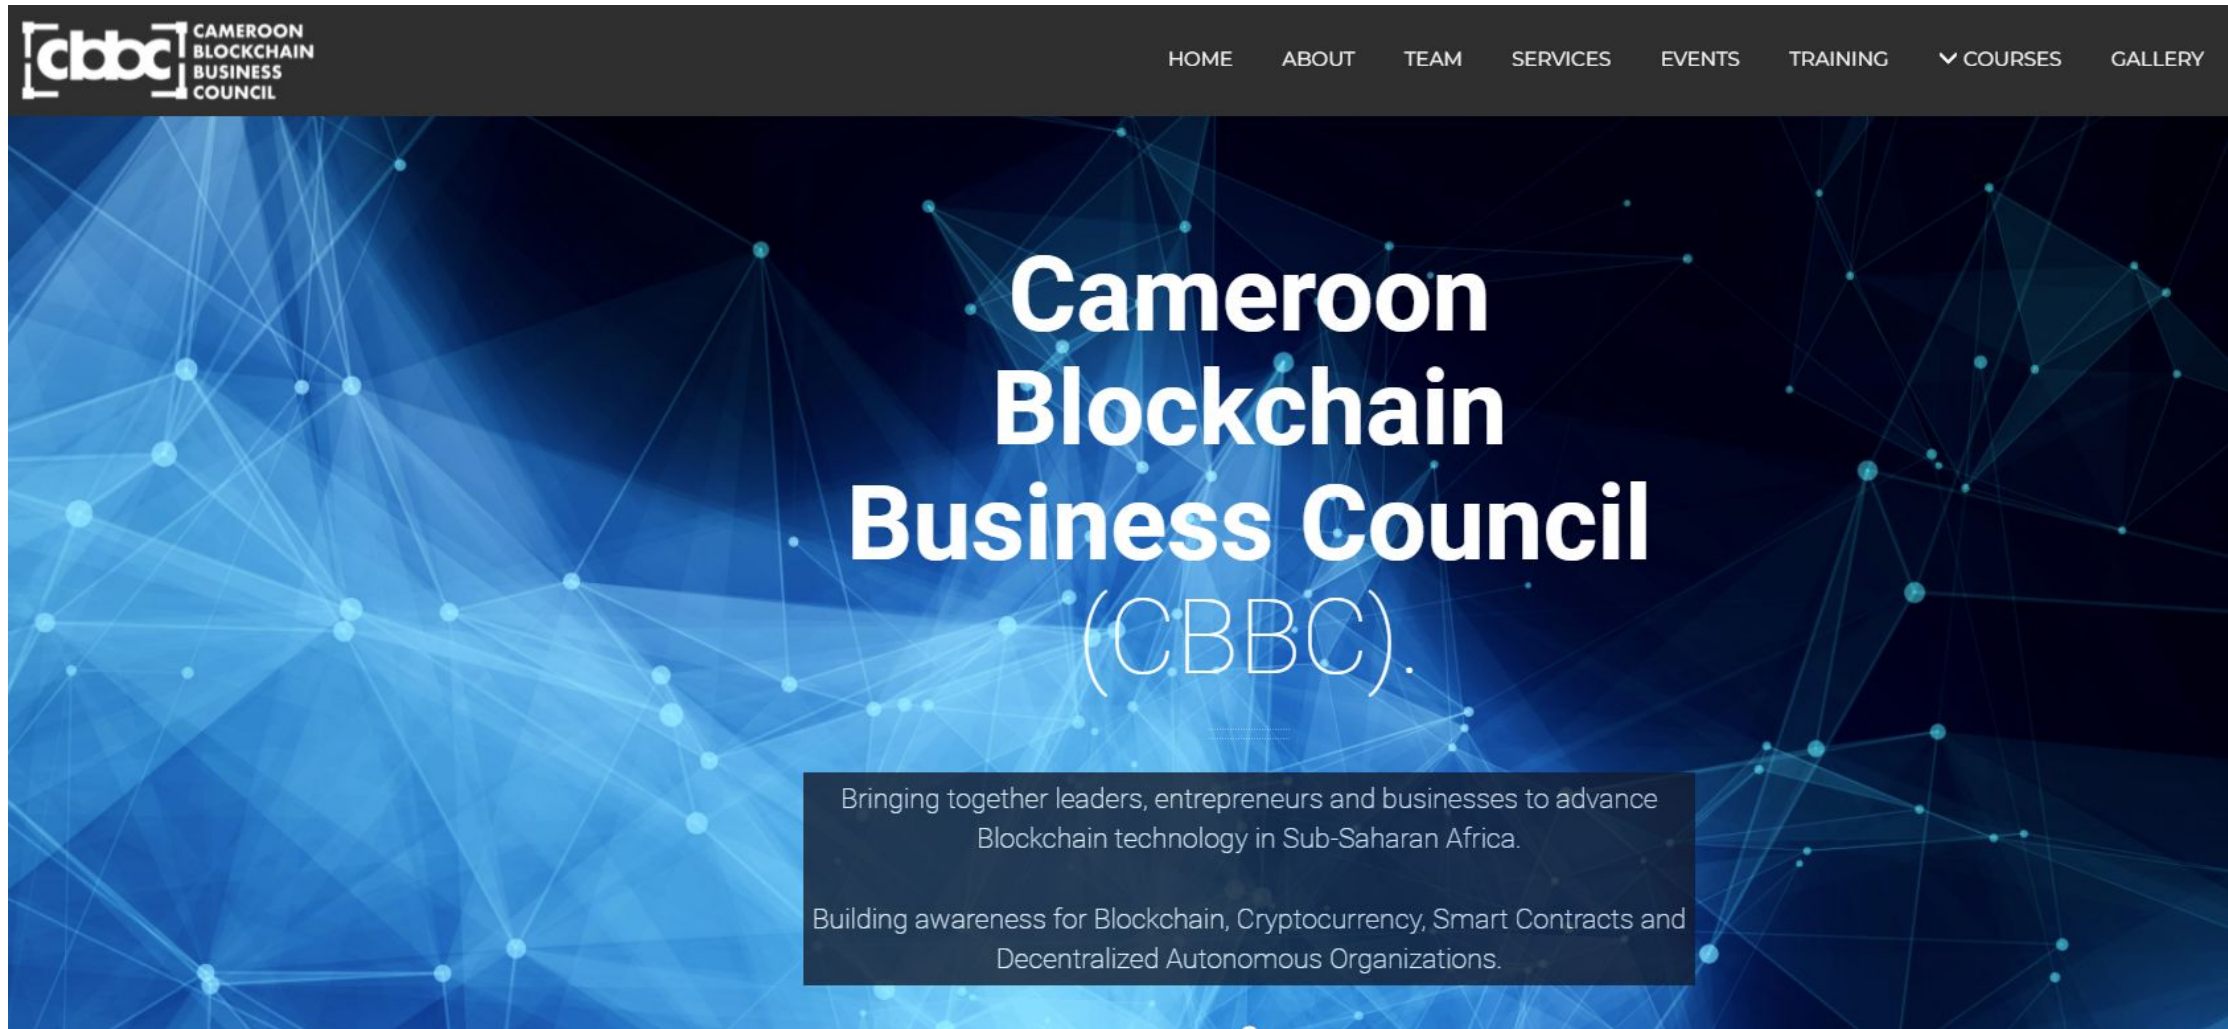 cbbc
CAMEROON
BLOCKCHAIN
BUSINESS
COUNCIL
HOME
ABOUT
TEAM
SERVICES
EVENTS
TRAINING
COURSES
GALLERY
Cameroon
Blockchain
Business Council
(CBBC).
Bringing together leaders, entrepreneurs and businesses to advance
Blockchain technology in Sub-Saharan Africa.
Building awareness for Blockchain, Cryptocurrency, Smart Contracts and
Decentralized Autonomous Organizations.